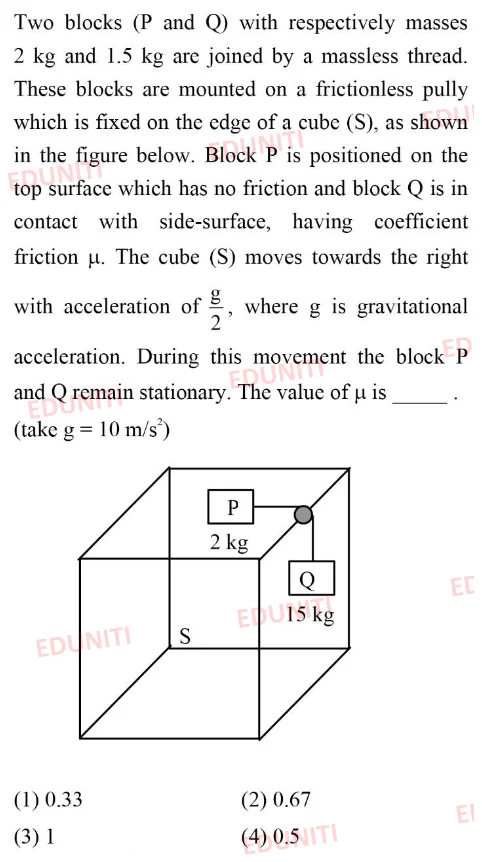 Two blocks (P and Q) with respectively masses
2 kg and 1.5 kg are joined by a massless thread.
These blocks are mounted on a frictionless pully
which is fixed on the edge of a cube (S), as shown
in the figure below. Block P is positioned on the
top surface which has no friction and block Q is in
contact with side-surface, having coefficient
friction μ. The cube (S) moves towards the right
with acceleration of g/2, where g is gravitational
acceleration. During this movement the block P
and Q remain stationary. The value of μ is _____ .
(take g = 10 m/s²)
P
2 kg
Q
15 kg
S
(1) 0.33 (2) 0.67
(3) 1 (4) 0.5
EDUNITI
EDUNITI
EDUNITI
EDUNITI
EDUNITI
EDUNITI
EDUNITI